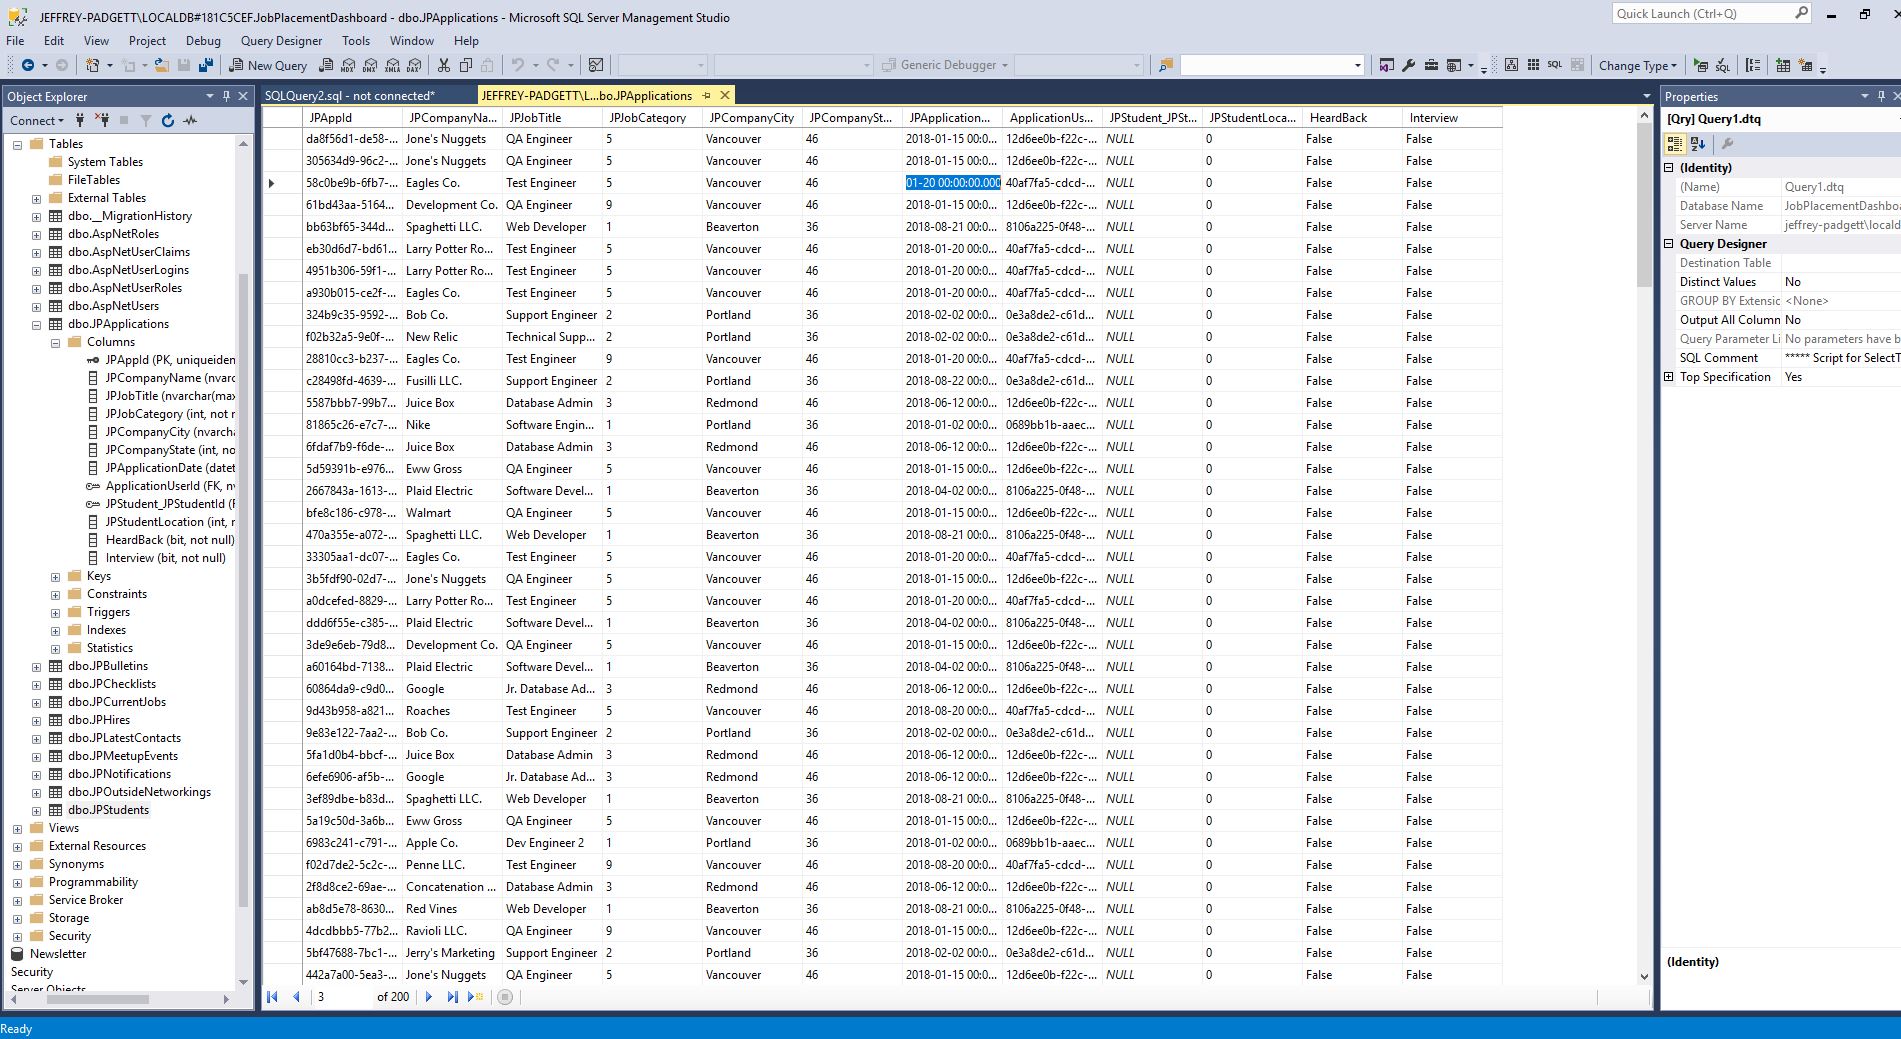 JEFFREY-PADGETT\LOCALDB#181C5CEF.JobPlacementDashboard - dbo.JPApplications - Microsoft SQL Server Management Studio
Quick Launch (Ctrl+Q)
File Edit View Project Debug Query Designer Tools Window Help
New Query MDX DMX XMLA DAX Generic Debugger SQL Change Type
Object Explorer
Connect
Tables
System Tables
FileTables
External Tables
dbo.__MigrationHistory
dbo.AspNetRoles
dbo.AspNetUserClaims
dbo.AspNetUserLogins
dbo.AspNetUserRoles
dbo.AspNetUsers
dbo.JPApplications
Columns
JPAppId (PK, uniqueiden
JPCompanyName (nvarc
JPJobTitle (nvarchar(max
JPJobCategory (int, not r
JPCompanyCity (nvarcha
JPCompanyState (int, no
JPApplicationDate (datet
ApplicationUserId (FK, nv
JPStudent_JPStudentId (F
JPStudentLocation (int, r
HeardBack (bit, not null)
Interview (bit, not null)
Keys
Constraints
Triggers
Indexes
Statistics
dbo.JPBulletins
dbo.JPChecklists
dbo.JPCurrentJobs
dbo.JPHires
dbo.JPLatestContacts
dbo.JPMeetupEvents
dbo.JPNotifications
dbo.JPOutsideNetworkings
dbo.JPStudents
Views
External Resources
Synonyms
Programmability
Service Broker
Storage
Security
Newsletter
Security
Server Objects
SQLQuery2.sql - not connected* JEFFREY-PADGETT\L...bo.JPApplications
JPAppId JPCompanyNa... JPJobTitle JPJobCategory JPCompanyCity JPCompanySt... JPApplication... ApplicationUs... JPStudent_JPSt... JPStudentLoca... HeardBack Interview
da8f56d1-de58-... Jone's Nuggets QA Engineer 5 Vancouver 46 2018-01-15 00:0... 12d6ee0b-f22c-... NULL 0 False False
305634d9-96c2-... Jone's Nuggets QA Engineer 5 Vancouver 46 2018-01-15 00:0... 12d6ee0b-f22c-... NULL 0 False False
58c0be9b-6fb7-... Eagles Co. Test Engineer 5 Vancouver 46 01-20 00:00:00.000 40af7fa5-cdcd-... NULL 0 False False
61bd43aa-5164... Development Co. QA Engineer 9 Vancouver 46 2018-01-15 00:0... 12d6ee0b-f22c-... NULL 0 False False
bb63bf65-344d... Spaghetti LLC. Web Developer 1 Beaverton 36 2018-08-21 00:0... 8106a225-0f48-... NULL 0 False False
eb30d6d7-bd61... Larry Potter Ro... Test Engineer 5 Vancouver 46 2018-01-20 00:0... 40af7fa5-cdcd-... NULL 0 False False
4951b306-59f1-... Larry Potter Ro... Test Engineer 5 Vancouver 46 2018-01-20 00:0... 40af7fa5-cdcd-... NULL 0 False False
a930b015-ce2f-... Eagles Co. Test Engineer 5 Vancouver 46 2018-01-20 00:0... 40af7fa5-cdcd-... NULL 0 False False
324b9c35-9592-... Bob Co. Support Engineer 2 Portland 36 2018-02-02 00:0... 0e3a8de2-c61d... NULL 0 False False
f02b32a5-9e0f-... New Relic Technical Supp... 2 Portland 36 2018-02-02 00:0... 0e3a8de2-c61d... NULL 0 False False
28810cc3-b237-... Eagles Co. Test Engineer 9 Vancouver 46 2018-01-20 00:0... 40af7fa5-cdcd-... NULL 0 False False
c28498fd-4639-... Fusilli LLC. Support Engineer 2 Portland 36 2018-08-22 00:0... 0e3a8de2-c61d... NULL 0 False False
5587bbb7-99b7... Juice Box Database Admin 3 Redmond 46 2018-06-12 00:0... 12d6ee0b-f22c-... NULL 0 False False
81865c26-e7c7-... Nike Software Engin... 1 Portland 36 2018-01-02 00:0... 0689bb1b-aaec... NULL 0 False False
6fdaf7b9-f6de-... Juice Box Database Admin 3 Redmond 46 2018-06-12 00:0... 12d6ee0b-f22c-... NULL 0 False False
5d59391b-e976... Eww Gross QA Engineer 5 Vancouver 46 2018-01-15 00:0... 12d6ee0b-f22c-... NULL 0 False False
2667843a-1613-... Plaid Electric Software Devel... 1 Beaverton 36 2018-04-02 00:0... 8106a225-0f48-... NULL 0 False False
bfe8c186-c978-... Walmart QA Engineer 5 Vancouver 46 2018-01-15 00:0... 12d6ee0b-f22c-... NULL 0 False False
470a355e-a072-... Spaghetti LLC. Web Developer 1 Beaverton 36 2018-08-21 00:0... 8106a225-0f48-... NULL 0 False False
33305aa1-dc07-... Eagles Co. Test Engineer 5 Vancouver 46 2018-01-20 00:0... 40af7fa5-cdcd-... NULL 0 False False
3b5fdf90-02d7-... Jone's Nuggets QA Engineer 5 Vancouver 46 2018-01-15 00:0... 12d6ee0b-f22c-... NULL 0 False False
a0dcefed-8829-... Larry Potter Ro... Test Engineer 5 Vancouver 46 2018-01-20 00:0... 40af7fa5-cdcd-... NULL 0 False False
ddd6f55e-c385-... Plaid Electric Software Devel... 1 Beaverton 36 2018-04-02 00:0... 8106a225-0f48-... NULL 0 False False
3de9e6eb-79d8... Development Co. QA Engineer 5 Vancouver 46 2018-01-15 00:0... 12d6ee0b-f22c-... NULL 0 False False
a60164bd-7138... Plaid Electric Software Devel... 1 Beaverton 36 2018-04-02 00:0... 8106a225-0f48-... NULL 0 False False
60864da9-c9d0... Google Jr. Database Ad... 3 Redmond 46 2018-06-12 00:0... 12d6ee0b-f22c-... NULL 0 False False
9d43b958-a821... Roaches Test Engineer 5 Vancouver 46 2018-08-20 00:0... 40af7fa5-cdcd-... NULL 0 False False
9e83e122-7aa2-... Bob Co. Support Engineer 2 Portland 36 2018-02-02 00:0... 0e3a8de2-c61d... NULL 0 False False
5fa1d0b4-bbcf-... Juice Box Database Admin 3 Redmond 46 2018-06-12 00:0... 12d6ee0b-f22c-... NULL 0 False False
6efe6906-af5b-... Google Jr. Database Ad... 3 Redmond 46 2018-06-12 00:0... 12d6ee0b-f22c-... NULL 0 False False
3ef89dbe-b83d... Spaghetti LLC. Web Developer 1 Beaverton 36 2018-08-21 00:0... 8106a225-0f48-... NULL 0 False False
5a19c50d-3a6b... Eww Gross QA Engineer 5 Vancouver 46 2018-01-15 00:0... 12d6ee0b-f22c-... NULL 0 False False
6983c241-c791-... Apple Co. Dev Engineer 2 1 Portland 36 2018-01-02 00:0... 0689bb1b-aaec... NULL 0 False False
f02d7de2-5c2c-... Penne LLC. Test Engineer 9 Vancouver 46 2018-08-20 00:0... 40af7fa5-cdcd-... NULL 0 False False
2f8d8ce2-69ae-... Concatenation ... Database Admin 3 Redmond 46 2018-06-12 00:0... 12d6ee0b-f22c-... NULL 0 False False
ab8d5e78-8630... Red Vines Web Developer 1 Beaverton 36 2018-08-21 00:0... 8106a225-0f48-... NULL 0 False False
4dcdbbb5-77b2... Ravioli LLC. QA Engineer 9 Vancouver 46 2018-01-15 00:0... 12d6ee0b-f22c-... NULL 0 False False
5bf47688-7bc1-... Jerry's Marketing Support Engineer 2 Portland 36 2018-02-02 00:0... 0e3a8de2-c61d... NULL 0 False False
442a7a00-5ea3-... Jone's Nuggets QA Engineer 5 Vancouver 46 2018-01-15 00:0... 12d6ee0b-f22c-... NULL 0 False False
3 of 200
Properties
[Qry] Query1.dtq
(Identity)
(Name) Query1.dtq
Database Name JobPlacementDashbo
Server Name jeffrey-padgett\locald
Query Designer
Destination Table
Distinct Values No
GROUP BY Extensic <None>
Output All Column No
Query Parameter Li No parameters have b
SQL Comment ***** Script for SelectT
Top Specification Yes
(Identity)
Ready